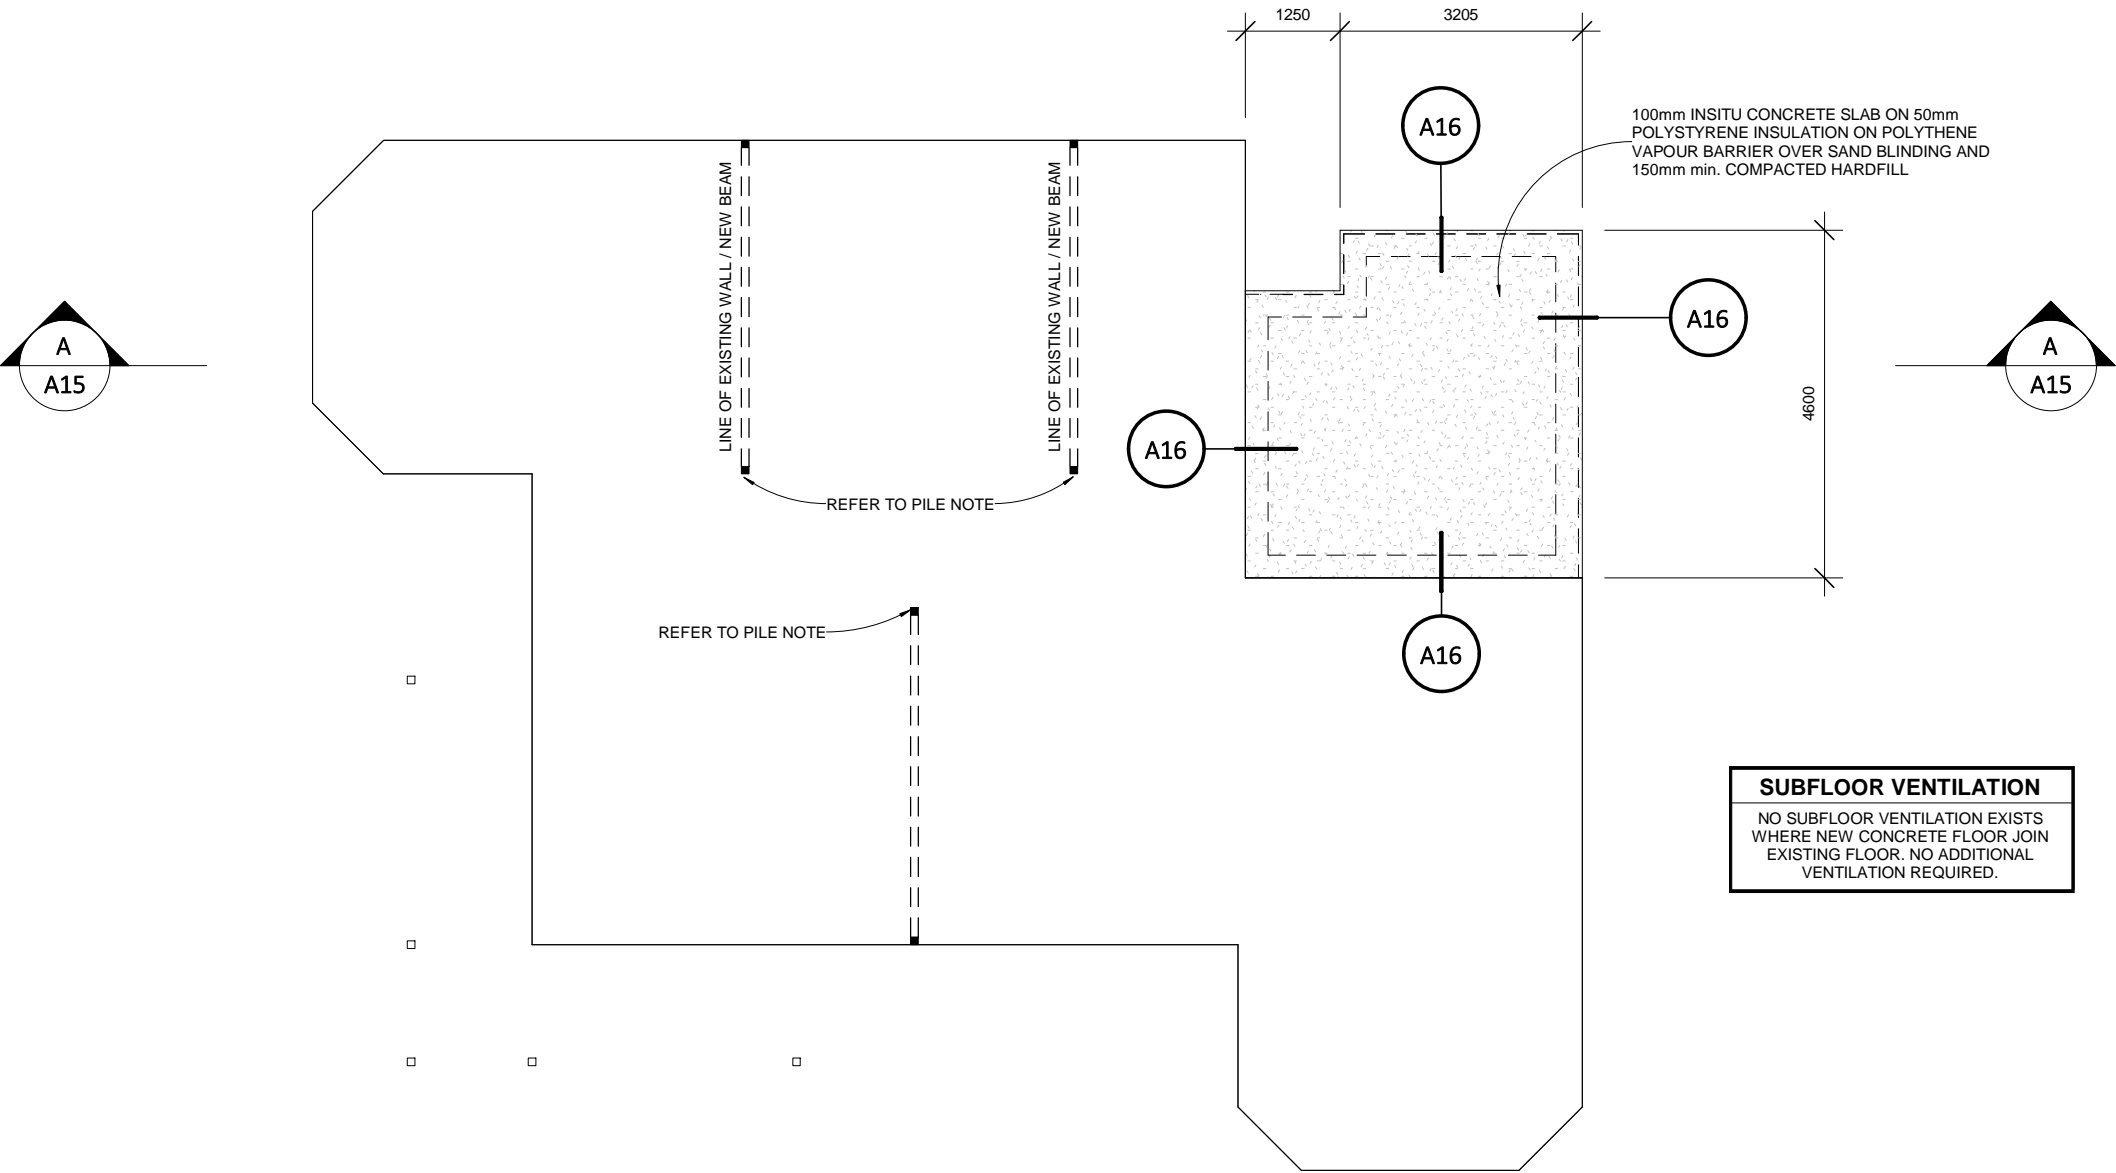 1250
3205
A16
100mm INSITU CONCRETE SLAB ON 50mm
POLYSTYRENE INSULATION ON POLYTHENE
VAPOUR BARRIER OVER SAND BLINDING AND
150mm min. COMPACTED HARDFILL
LINE OF EXISTING WALL / NEW BEAM
LINE OF EXISTING WALL / NEW BEAM
A16
A
A15
A
A15
4600
A16
REFER TO PILE NOTE
REFER TO PILE NOTE
A16
SUBFLOOR VENTILATION
NO SUBFLOOR VENTILATION EXISTS
WHERE NEW CONCRETE FLOOR JOIN
EXISTING FLOOR. NO ADDITIONAL
VENTILATION REQUIRED.